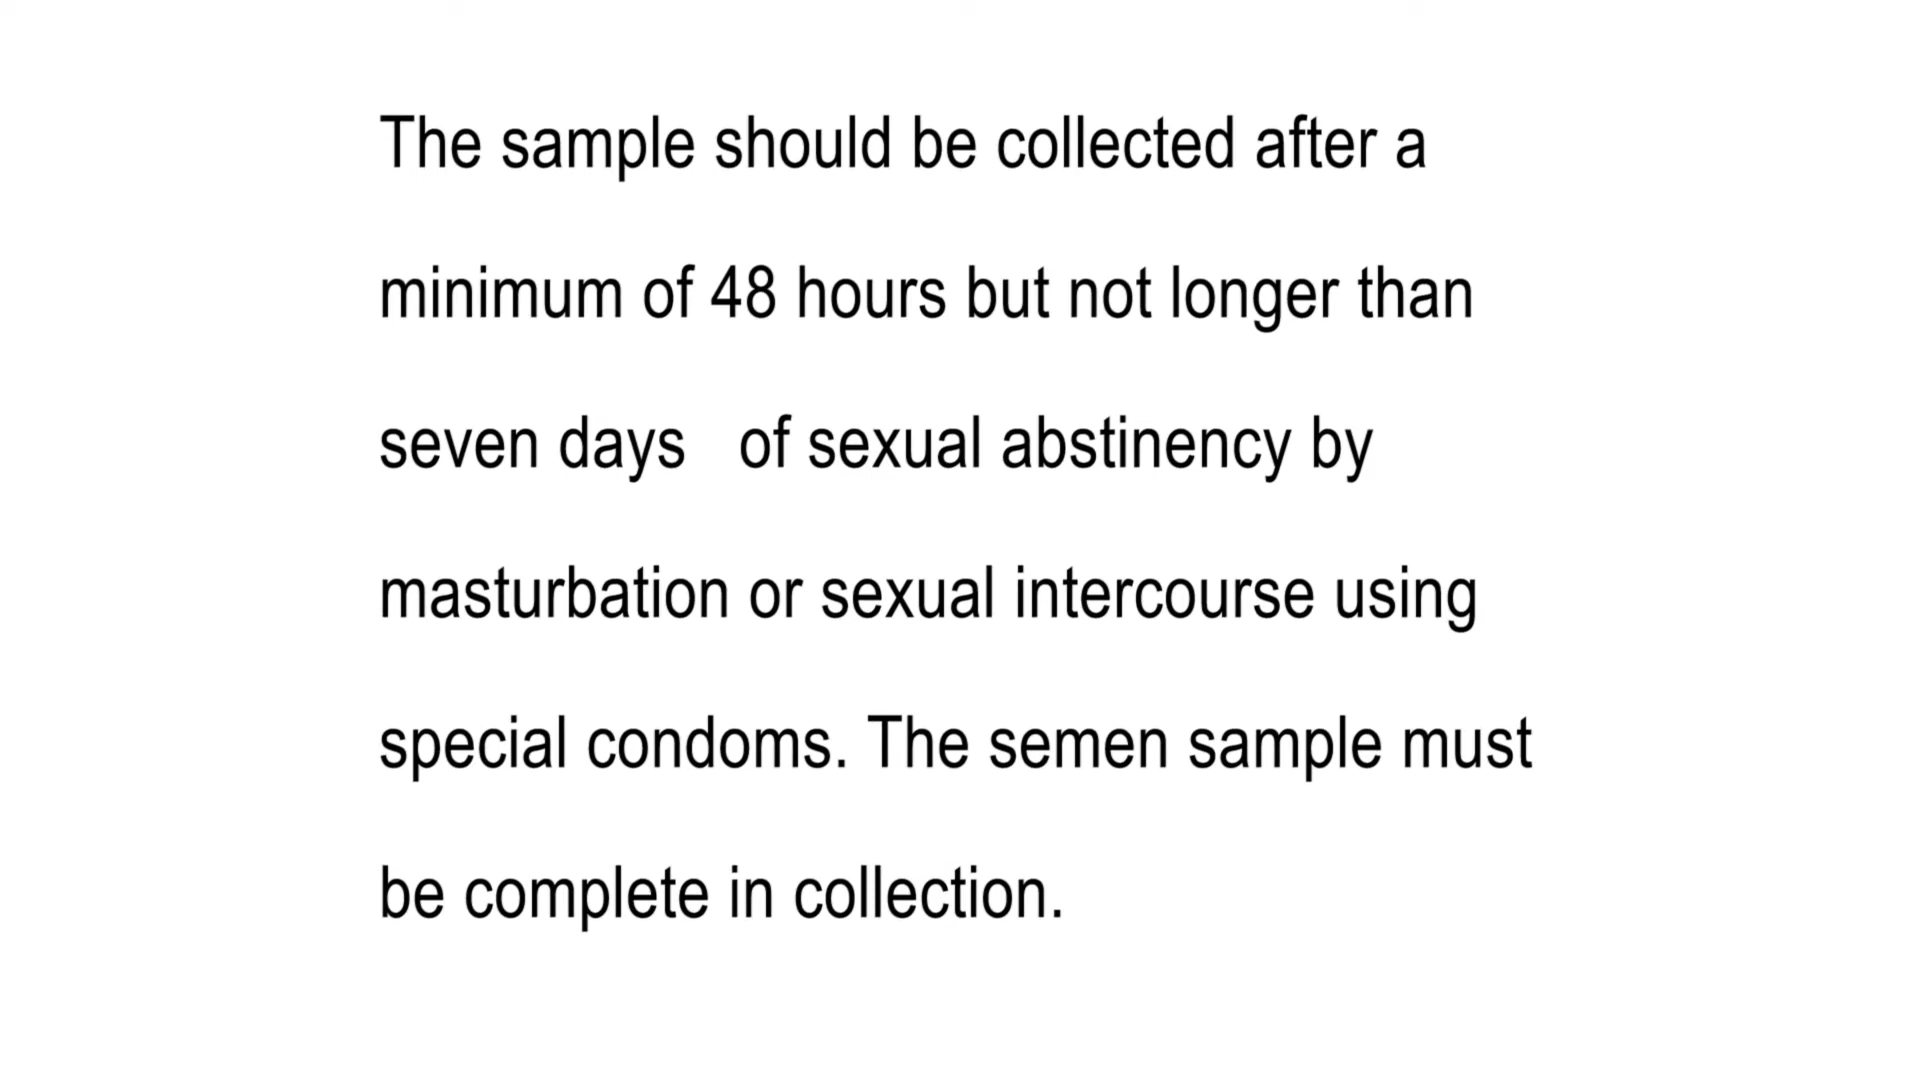 The sample should be collected after a
minimum of 48 hours but not longer than
seven days of sexual abstinency by
masturbation or sexual intercourse using
special condoms. The semen sample must
be complete in collection.